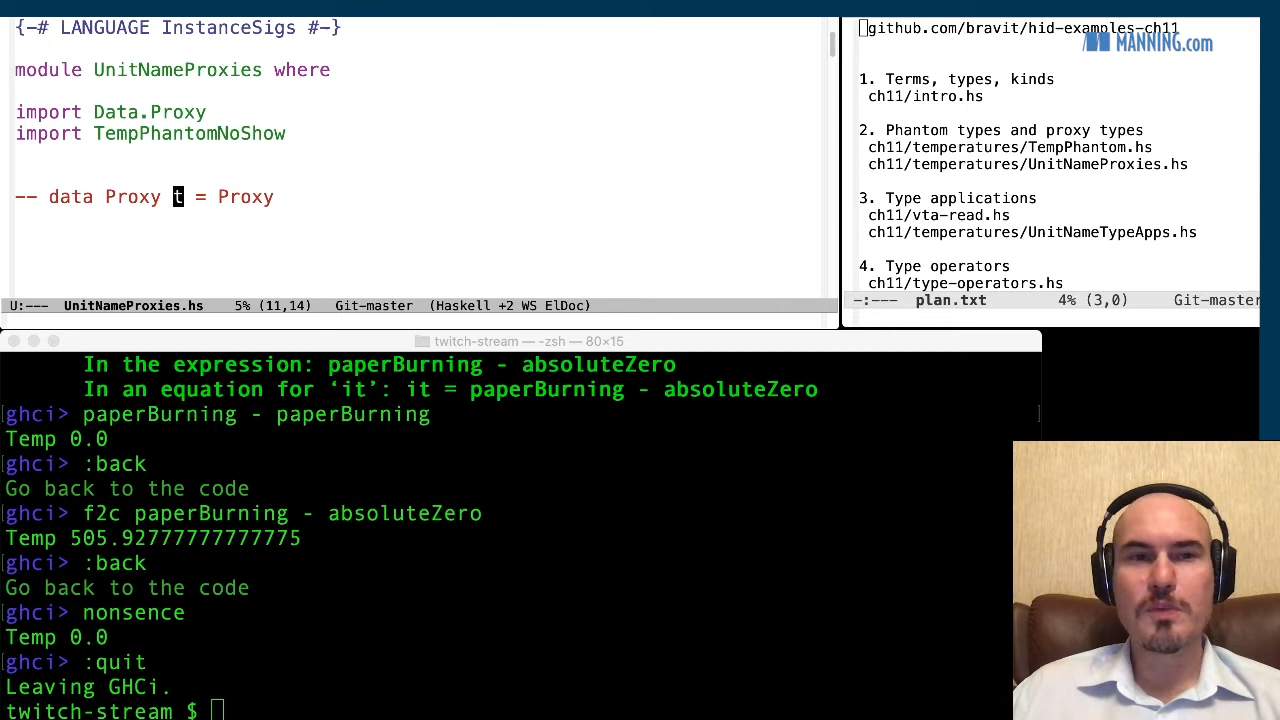 {-# LANGUAGE InstanceSigs #-}
module UnitNameProxies where
import Data.Proxy
import TempPhantomNoShow
-- data Proxy t = Proxy
U:--- UnitNameProxies.hs 5% (11,14) Git-master (Haskell +2 WS ElDoc)
github.com/bravit/hid-examples-ch11
MANNING.com
1. Terms, types, kinds
ch11/intro.hs
2. Phantom types and proxy types
ch11/temperatures/TempPhantom.hs
ch11/temperatures/UnitNameProxies.hs
3. Type applications
ch11/vta-read.hs
ch11/temperatures/UnitNameTypeApps.hs
4. Type operators
ch11/type-operators.hs
-:--- plan.txt 4% (3,0) Git-master
twitch-stream — -zsh — 80×15
In the expression: paperBurning - absoluteZero
In an equation for ‘it’: it = paperBurning - absoluteZero
ghci> paperBurning - paperBurning
Temp 0.0
ghci> :back
Go back to the code
ghci> f2c paperBurning - absoluteZero
Temp 505.92777777777775
ghci> :back
Go back to the code
ghci> nonsence
Temp 0.0
ghci> :quit
Leaving GHCi.
twitch-stream $